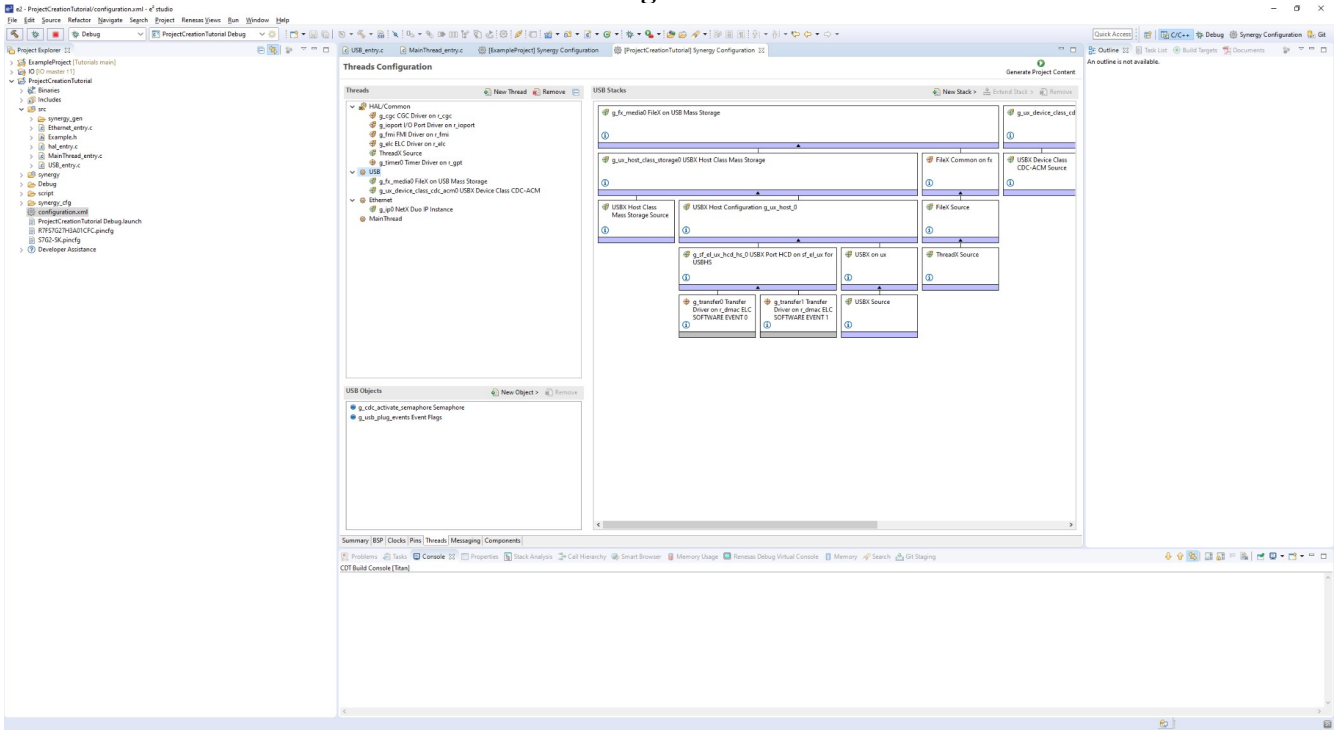 e2 - ProjectCreationTutorial/configuration.xml - e² studio
File Edit Source Refactor Navigate Search Project Renesas Views Run Window Help
Debug
ProjectCreationTutorial Debug
Quick Access
C/C++
Debug
Synergy Configuration
Git
Project Explorer
ExampleProject [Tutorials main]
IO [IO master ↑1]
ProjectCreationTutorial
Binaries
Includes
src
synergy_gen
Ethernet_entry.c
Example.h
hal_entry.c
MainThread_entry.c
USB_entry.c
synergy
Debug
script
synergy_cfg
configuration.xml
ProjectCreationTutorial Debug.launch
R7FS7G27H3A01CFC.pincfg
S7G2-SK.pincfg
Developer Assistance
USB_entry.c
MainThread_entry.c
[ExampleProject] Synergy Configuration
[ProjectCreationTutorial] Synergy Configuration
Threads Configuration
Generate Project Content
Threads
New Thread
Remove
HAL/Common
g_cgc CGC Driver on r_cgc
g_ioport I/O Port Driver on r_ioport
g_fmi FMI Driver on r_fmi
g_elc ELC Driver on r_elc
ThreadX Source
g_timer0 Timer Driver on r_gpt
USB
g_fx_media0 FileX on USB Mass Storage
g_ux_device_class_cdc_acm0 USBX Device Class CDC-ACM
Ethernet
g_ip0 NetX Duo IP Instance
MainThread
USB Objects
New Object >
Remove
g_cdc_activate_semaphore Semaphore
g_usb_plug_events Event Flags
USB Stacks
New Stack >
Extend Stack >
Remove
g_fx_media0 FileX on USB Mass Storage
g_ux_device_class_cd
g_ux_host_class_storage0 USBX Host Class Mass Storage
FileX Common on fx
USBX Device Class
CDC-ACM Source
USBX Host Class
Mass Storage Source
USBX Host Configuration g_ux_host_0
FileX Source
g_sf_el_ux_hcd_hs_0 USBX Port HCD on sf_el_ux for
USBHS
USBX on ux
ThreadX Source
g_transfer0 Transfer
Driver on r_dmac ELC
SOFTWARE EVENT 0
g_transfer1 Transfer
Driver on r_dmac ELC
SOFTWARE EVENT 1
USBX Source
Summary BSP Clocks Pins Threads Messaging Components
Outline
Task List
Build Targets
Documents
An outline is not available.
Problems
Tasks
Console
Properties
Stack Analysis
Call Hierarchy
Smart Browser
Memory Usage
Renesas Debug Virtual Console
Memory
Search
Git Staging
CDT Build Console [Titan]